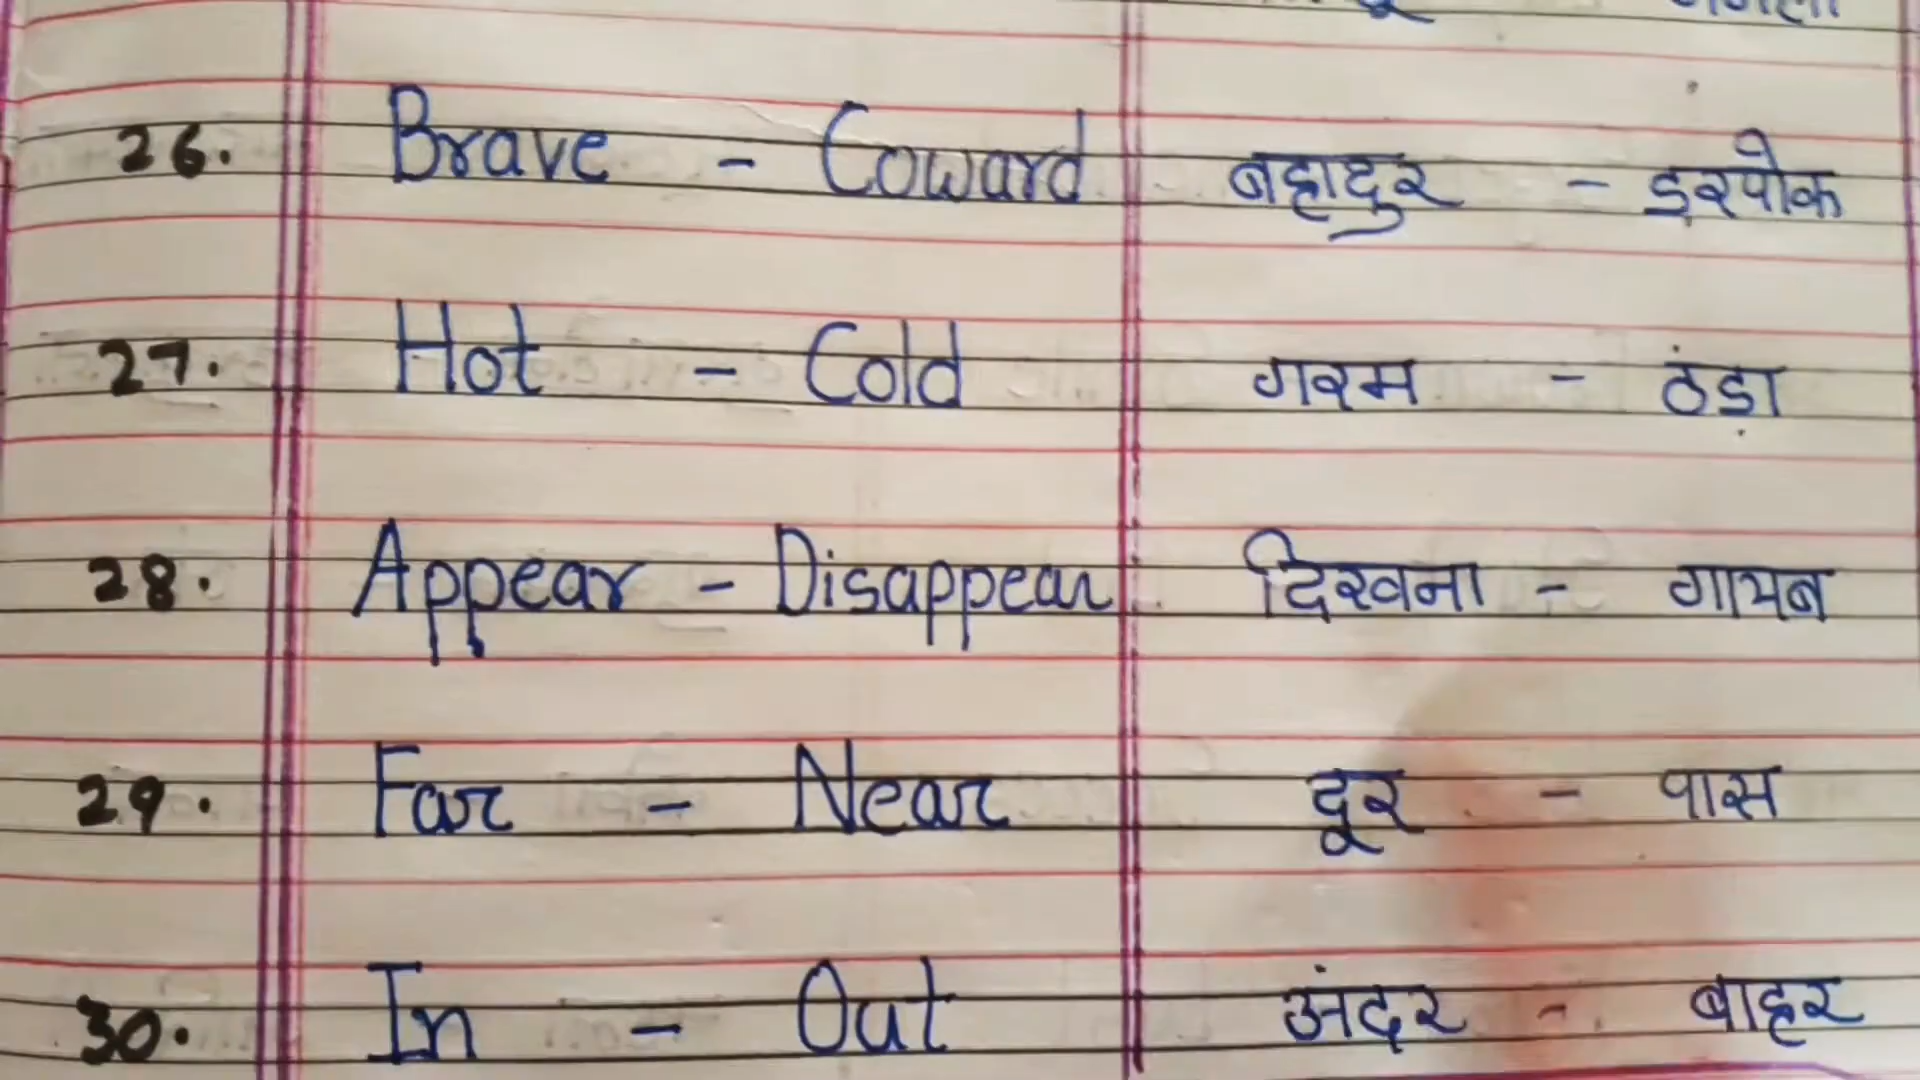 26. Brave - Coward बहादुर - डरपोक
27. Hot - Cold गरम - ठंड़ा
28. Appear - Disappear दिखना - गायब
29. Far - Near दूर - पास
30. In - Out अंदर - बाहर